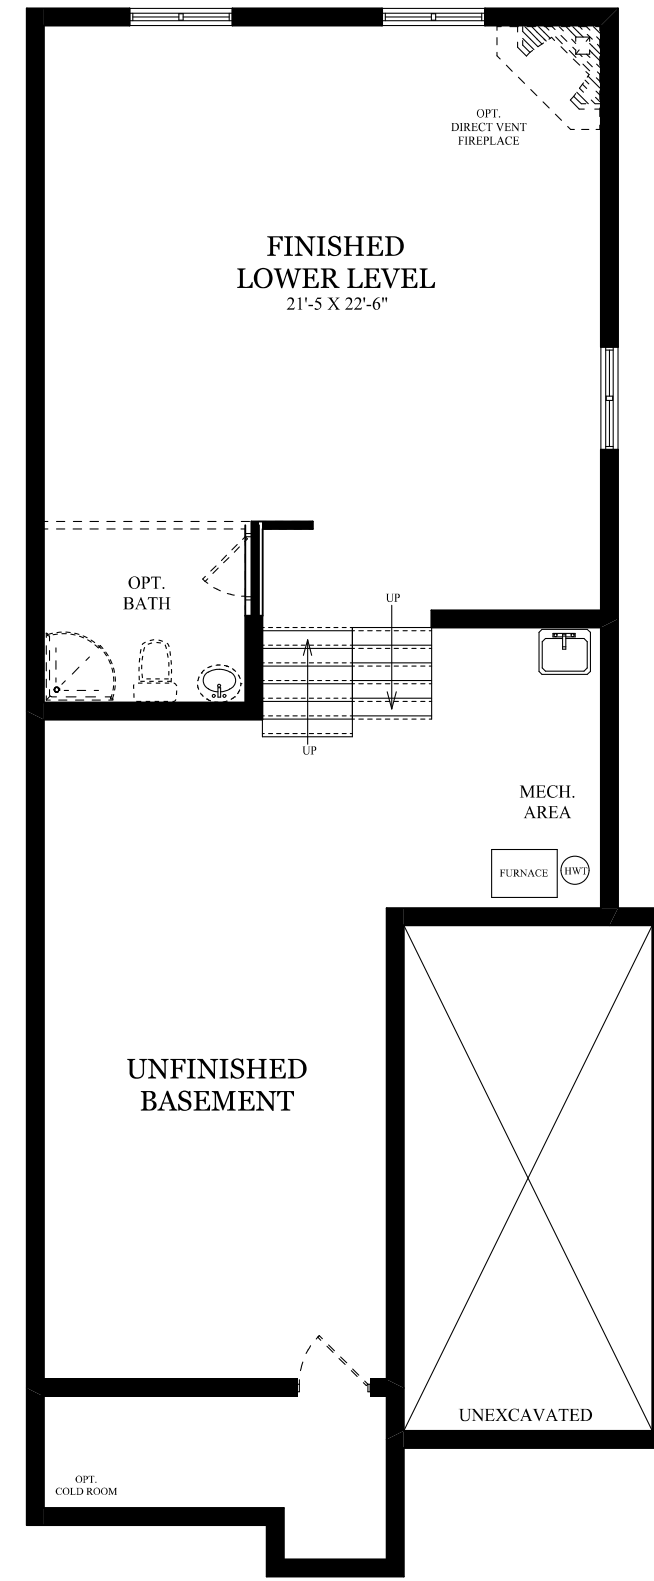 OPT.
DIRECT VENT
FIREPLACE
FINISHED
LOWER LEVEL
21'-5 X 22'-6"
OPT.
BATH
UP
UP
MECH.
AREA
FURNACE
HWT
UNFINISHED
BASEMENT
UNEXCAVATED
OPT.
COLD ROOM